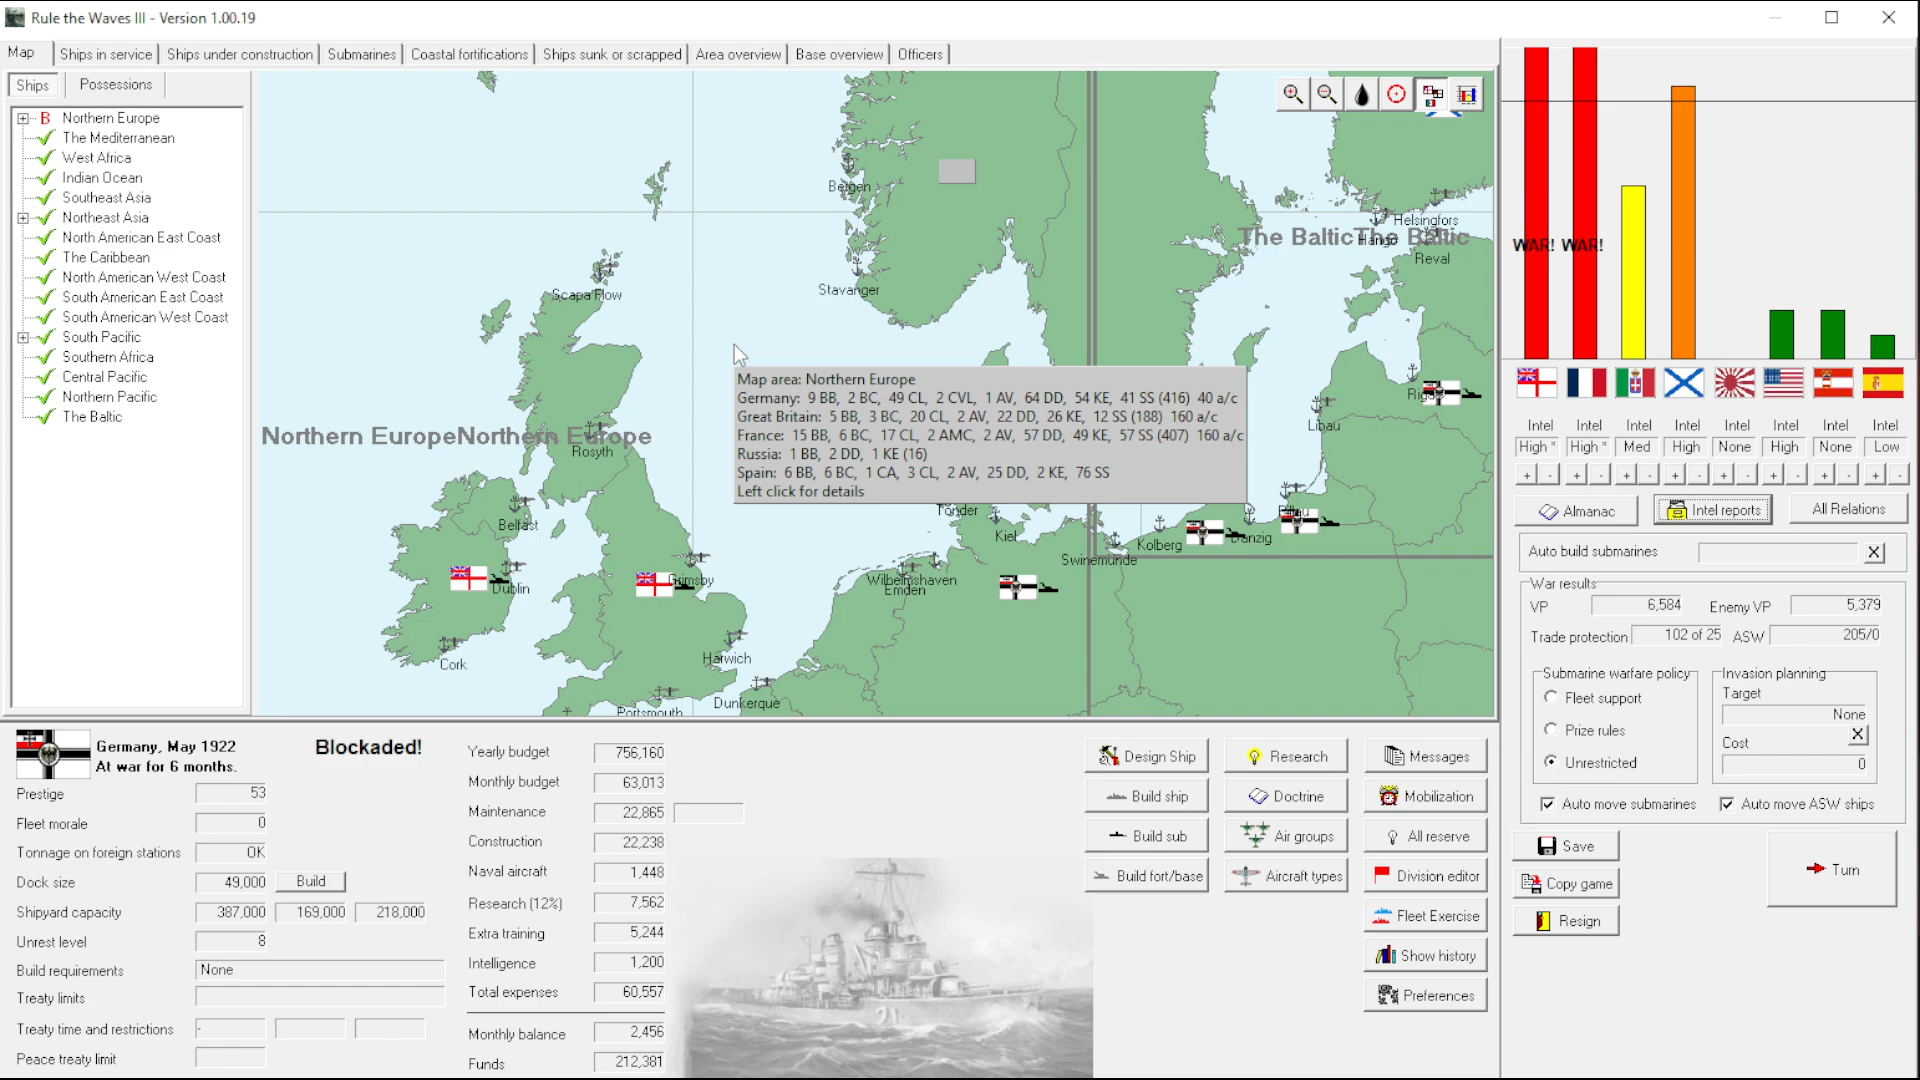 Rule the Waves III - Version 1.00.19
Map
Ships in service
Ships under construction
Submarines
Coastal fortifications
Ships sunk or scrapped
Area overview
Base overview
Officers
Ships
Possessions
B Northern Europe
The Mediterranean
West Africa
Indian Ocean
Southeast Asia
Northeast Asia
North American East Coast
The Caribbean
North American West Coast
South American East Coast
South American West Coast
South Pacific
Southern Africa
Central Pacific
Northern Pacific
The Baltic
Bergen
Helsingfors
The BalticThe Baltic
Hango
Reval
Stavanger
Scapa Flow
Map area: Northern Europe
Germany: 9 BB, 2 BC, 49 CL, 2 CVL, 1 AV, 64 DD, 54 KE, 41 SS (416) 40 a/c
Great Britain: 5 BB, 3 BC, 20 CL, 2 AV, 22 DD, 26 KE, 12 SS (188) 160 a/c
France: 15 BB, 6 BC, 17 CL, 2 AMC, 2 AV, 57 DD, 49 KE, 57 SS (407) 160 a/c
Russia: 1 BB, 2 DD, 1 KE (16)
Spain: 6 BB, 6 BC, 1 CA, 3 CL, 2 AV, 25 DD, 2 KE, 76 SS
Left click for details
Libau
Northern EuropeNorthern Europe
Rosyth
Belfast
Tonder
Kiel
Kolberg
Danzig
Swinemunde
Dublin
Grimsby
Wilhelmshaven
Emden
Cork
Harwich
Dunkerque
Portsmouth
WAR! WAR!
Intel Intel Intel Intel Intel Intel Intel Intel
High * High * Med High None High None Low
+ - + - + - + - + - + - + - + -
Almanac
Intel reports
All Relations
Auto build submarines
X
War results
VP 6,584 Enemy VP 5,379
Trade protection 102 of 25 ASW 205/0
Submarine warfare policy
Fleet support
Prize rules
Unrestricted
Invasion planning
Target
None
Cost X
0
Auto move submarines
Auto move ASW ships
Save
Copy game
Resign
Turn
Germany, May 1922
At war for 6 months.
Blockaded!
Prestige 53
Fleet morale 0
Tonnage on foreign stations OK
Dock size 49,000 Build
Shipyard capacity 387,000 169,000 218,000
Unrest level 8
Build requirements None
Treaty limits
Treaty time and restrictions -
Peace treaty limit
Yearly budget 756,160
Monthly budget 63,013
Maintenance 22,865
Construction 22,238
Naval aircraft 1,448
Research (12%) 7,562
Extra training 5,244
Intelligence 1,200
Total expenses 60,557
Monthly balance 2,456
Funds 212,381
Design Ship
Research
Messages
Build ship
Doctrine
Mobilization
Build sub
Air groups
All reserve
Build fort/base
Aircraft types
Division editor
Fleet Exercise
Show history
Preferences